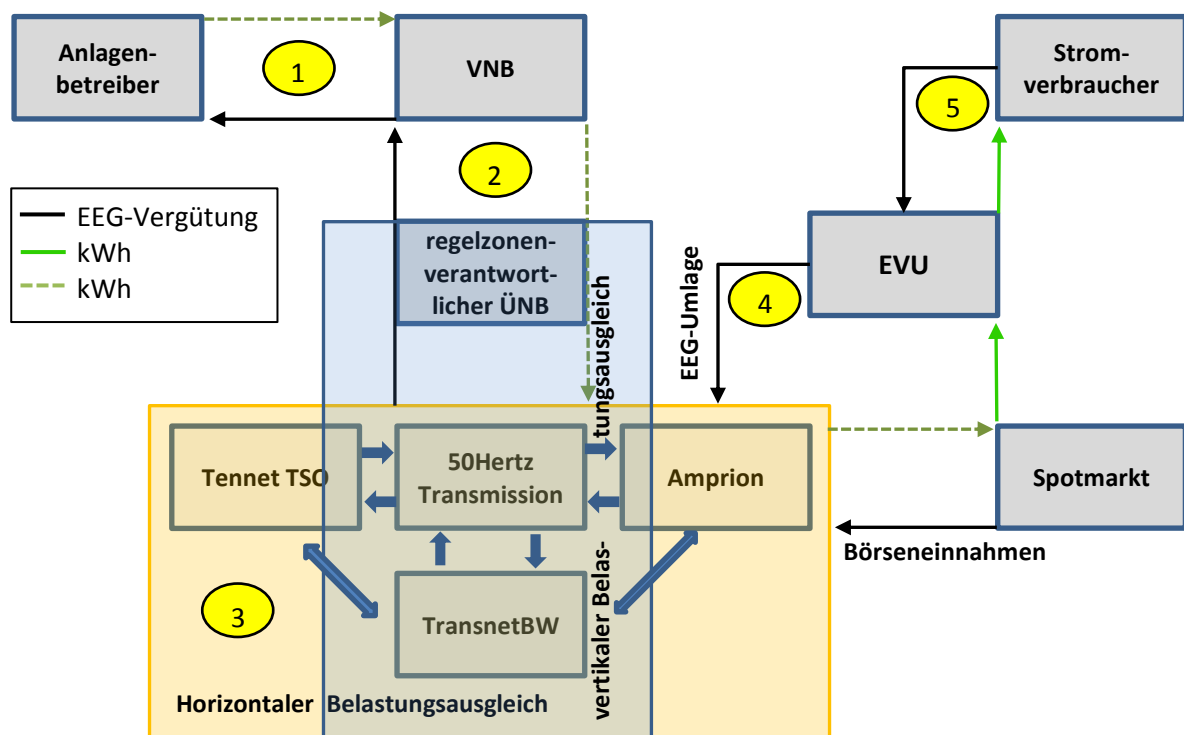 Anlagen-
betreiber
1
VNB
Strom-
verbraucher
5
2
EEG-Vergütung
kWh
kWh
regelzonen-
verantwort-
licher ÜNB
EVU
4
EEG-Umlage
vertikaler Belas-
tungsausgleich
Tennet TSO
50Hertz
Transmission
Amprion
Spotmarkt
Börseneinnahmen
3
TransnetBW
Horizontaler Belastungsausgleich